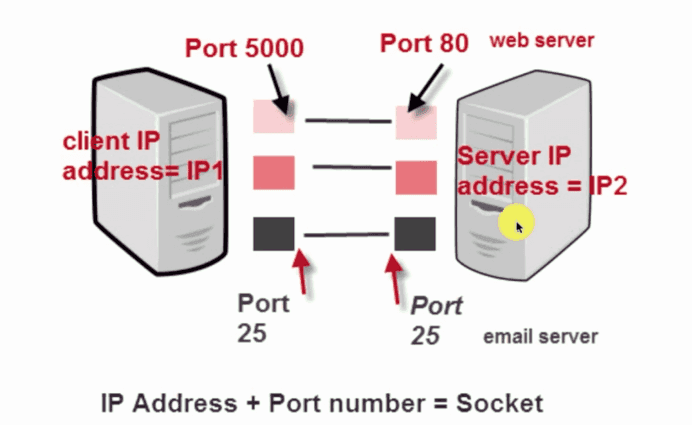 Port 5000
Port 80
web server
client IP
address= IP1
Server IP
address = IP2
Port
25
Port
25
email server
IP Address + Port number = Socket